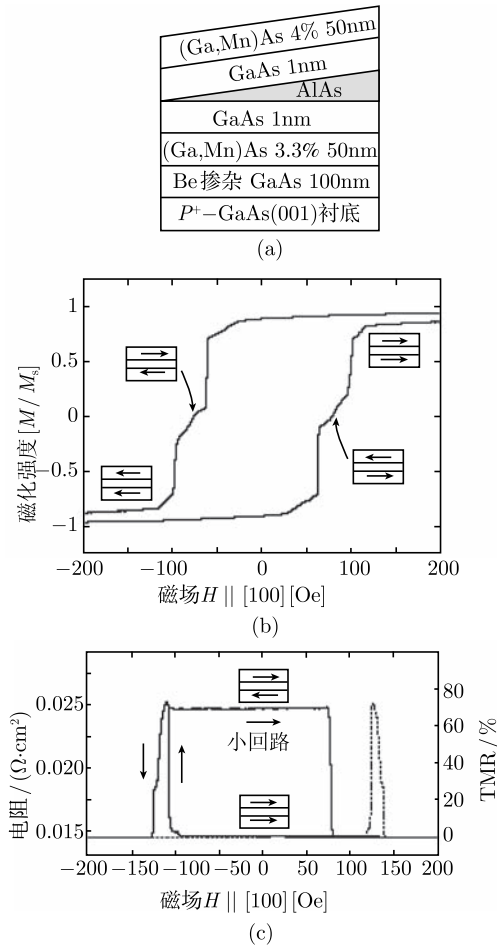 (Ga,Mn)As 4% 50nm
GaAs 1nm
AlAs
GaAs 1nm
(Ga,Mn)As 3.3% 50nm
Be掺杂 GaAs 100nm
P⁺−GaAs(001)衬底
(a)
磁化强度[M/Mₛ]
1
0.5
0
−0.5
−1
−200 −100 0 100 200
磁场H || [100][Oe]
(b)
电阻/(Ω·cm²)
0.025
0.020
0.015
小回路
80
60
40
20
0
TMR/%
−200 −150 −100 −50 0 50 100 150 200
磁场H || [100][Oe]
(c)